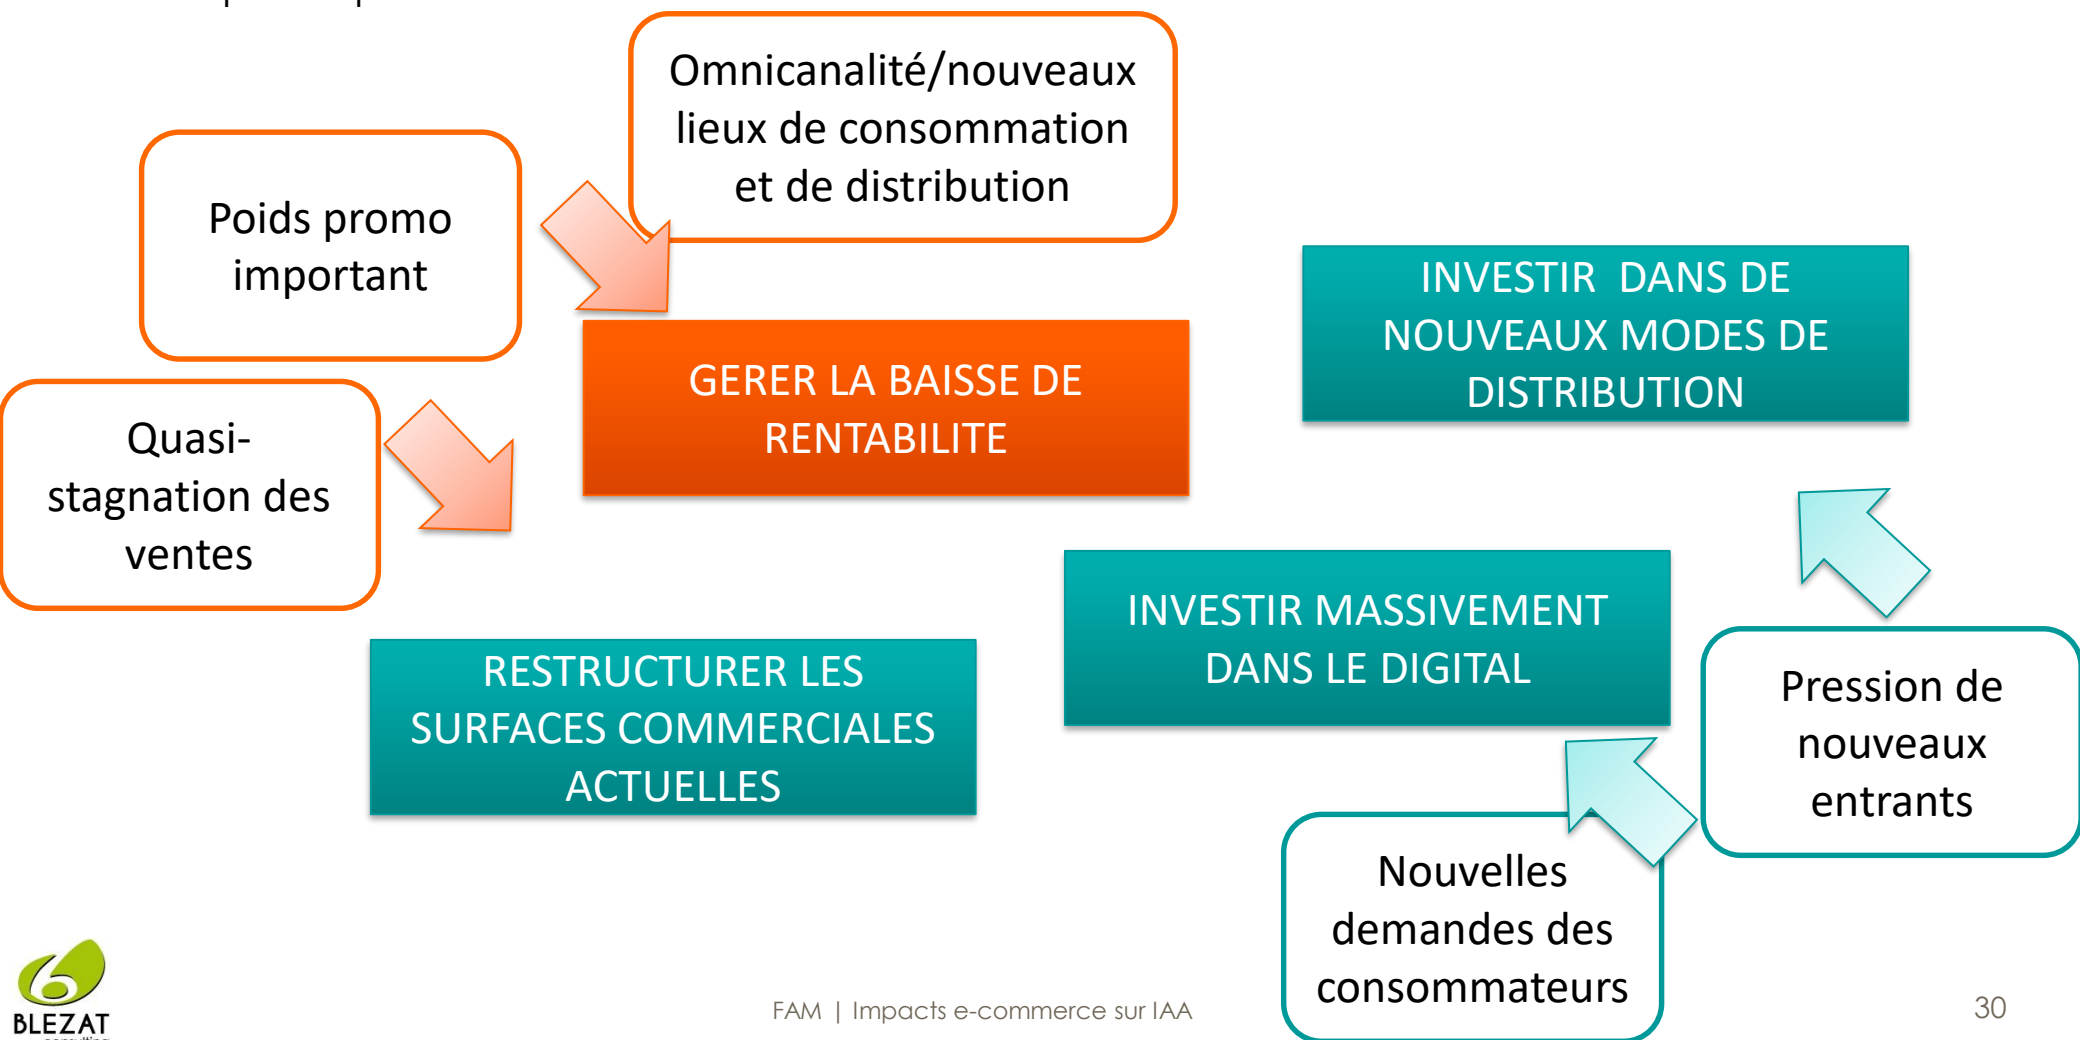 Omnicanalité/nouveaux
lieux de consommation
et de distribution
Poids promo
important
INVESTIR DANS DE
NOUVEAUX MODES DE
DISTRIBUTION
GERER LA BAISSE DE
RENTABILITE
Quasi-
stagnation des
ventes
INVESTIR MASSIVEMENT
DANS LE DIGITAL
RESTRUCTURER LES
SURFACES COMMERCIALES
ACTUELLES
Pression de
nouveaux
entrants
Nouvelles
demandes des
consommateurs
BLEZAT
FAM | Impacts e-commerce sur IAA
30